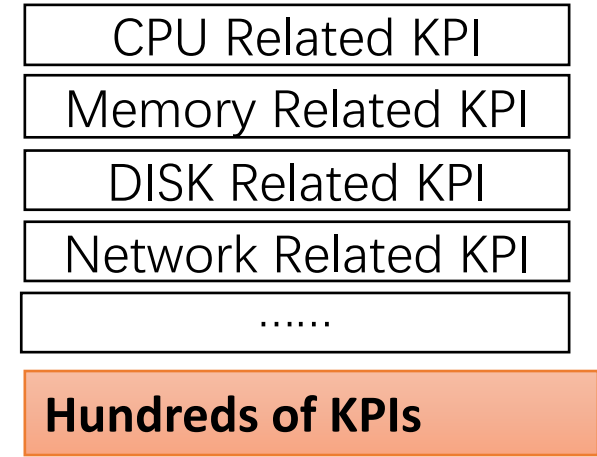 CPU Related KPI
Memory Related KPI
DISK Related KPI
Network Related KPI
......
Hundreds of KPIs